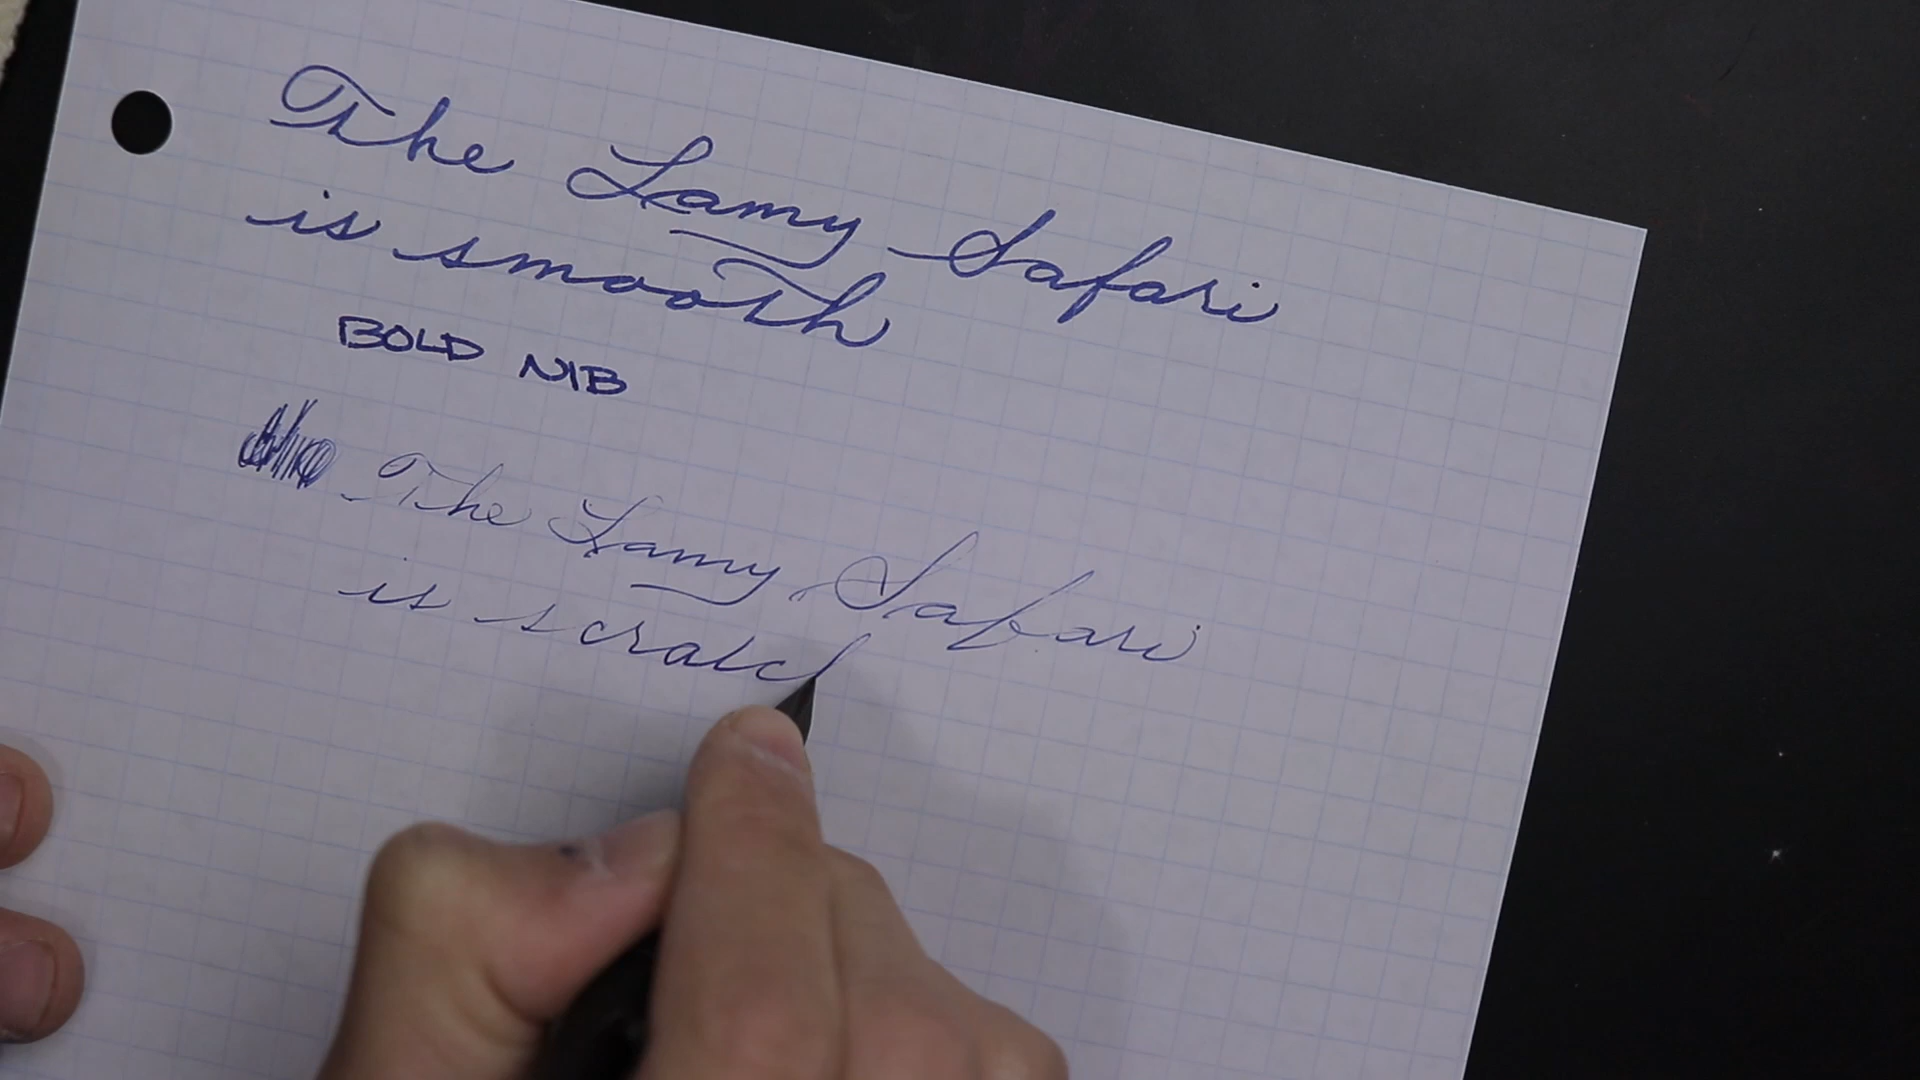 The Lamy Safari
is smooth
BOLD NIB
The Lamy Safari
is scratch